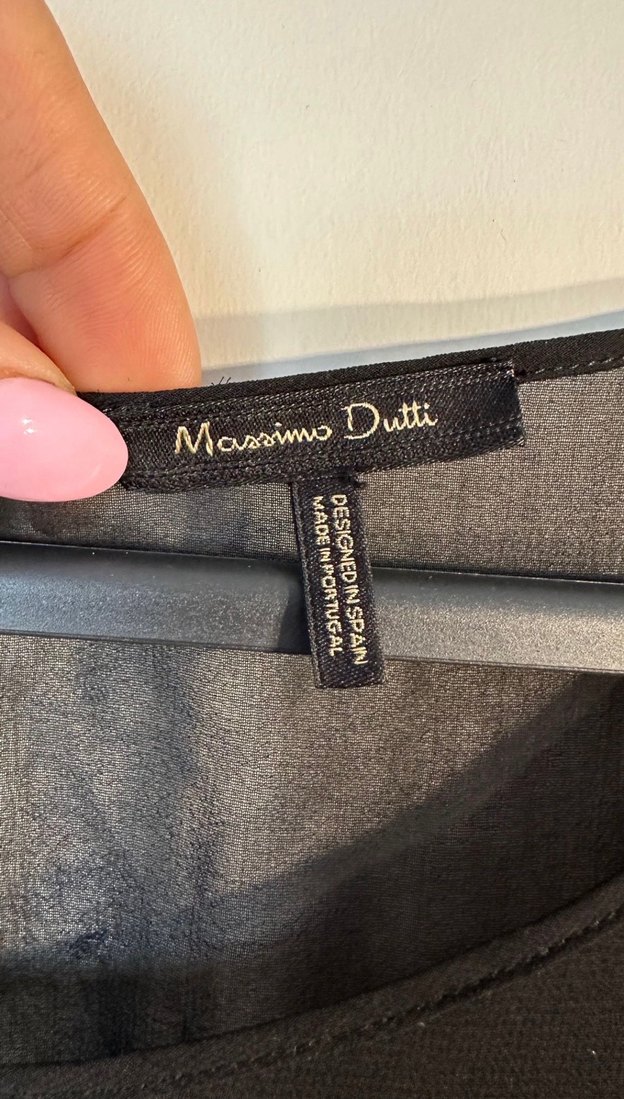 Massimo Dutti
DESIGNED IN SPAIN
MADE IN PORTUGAL